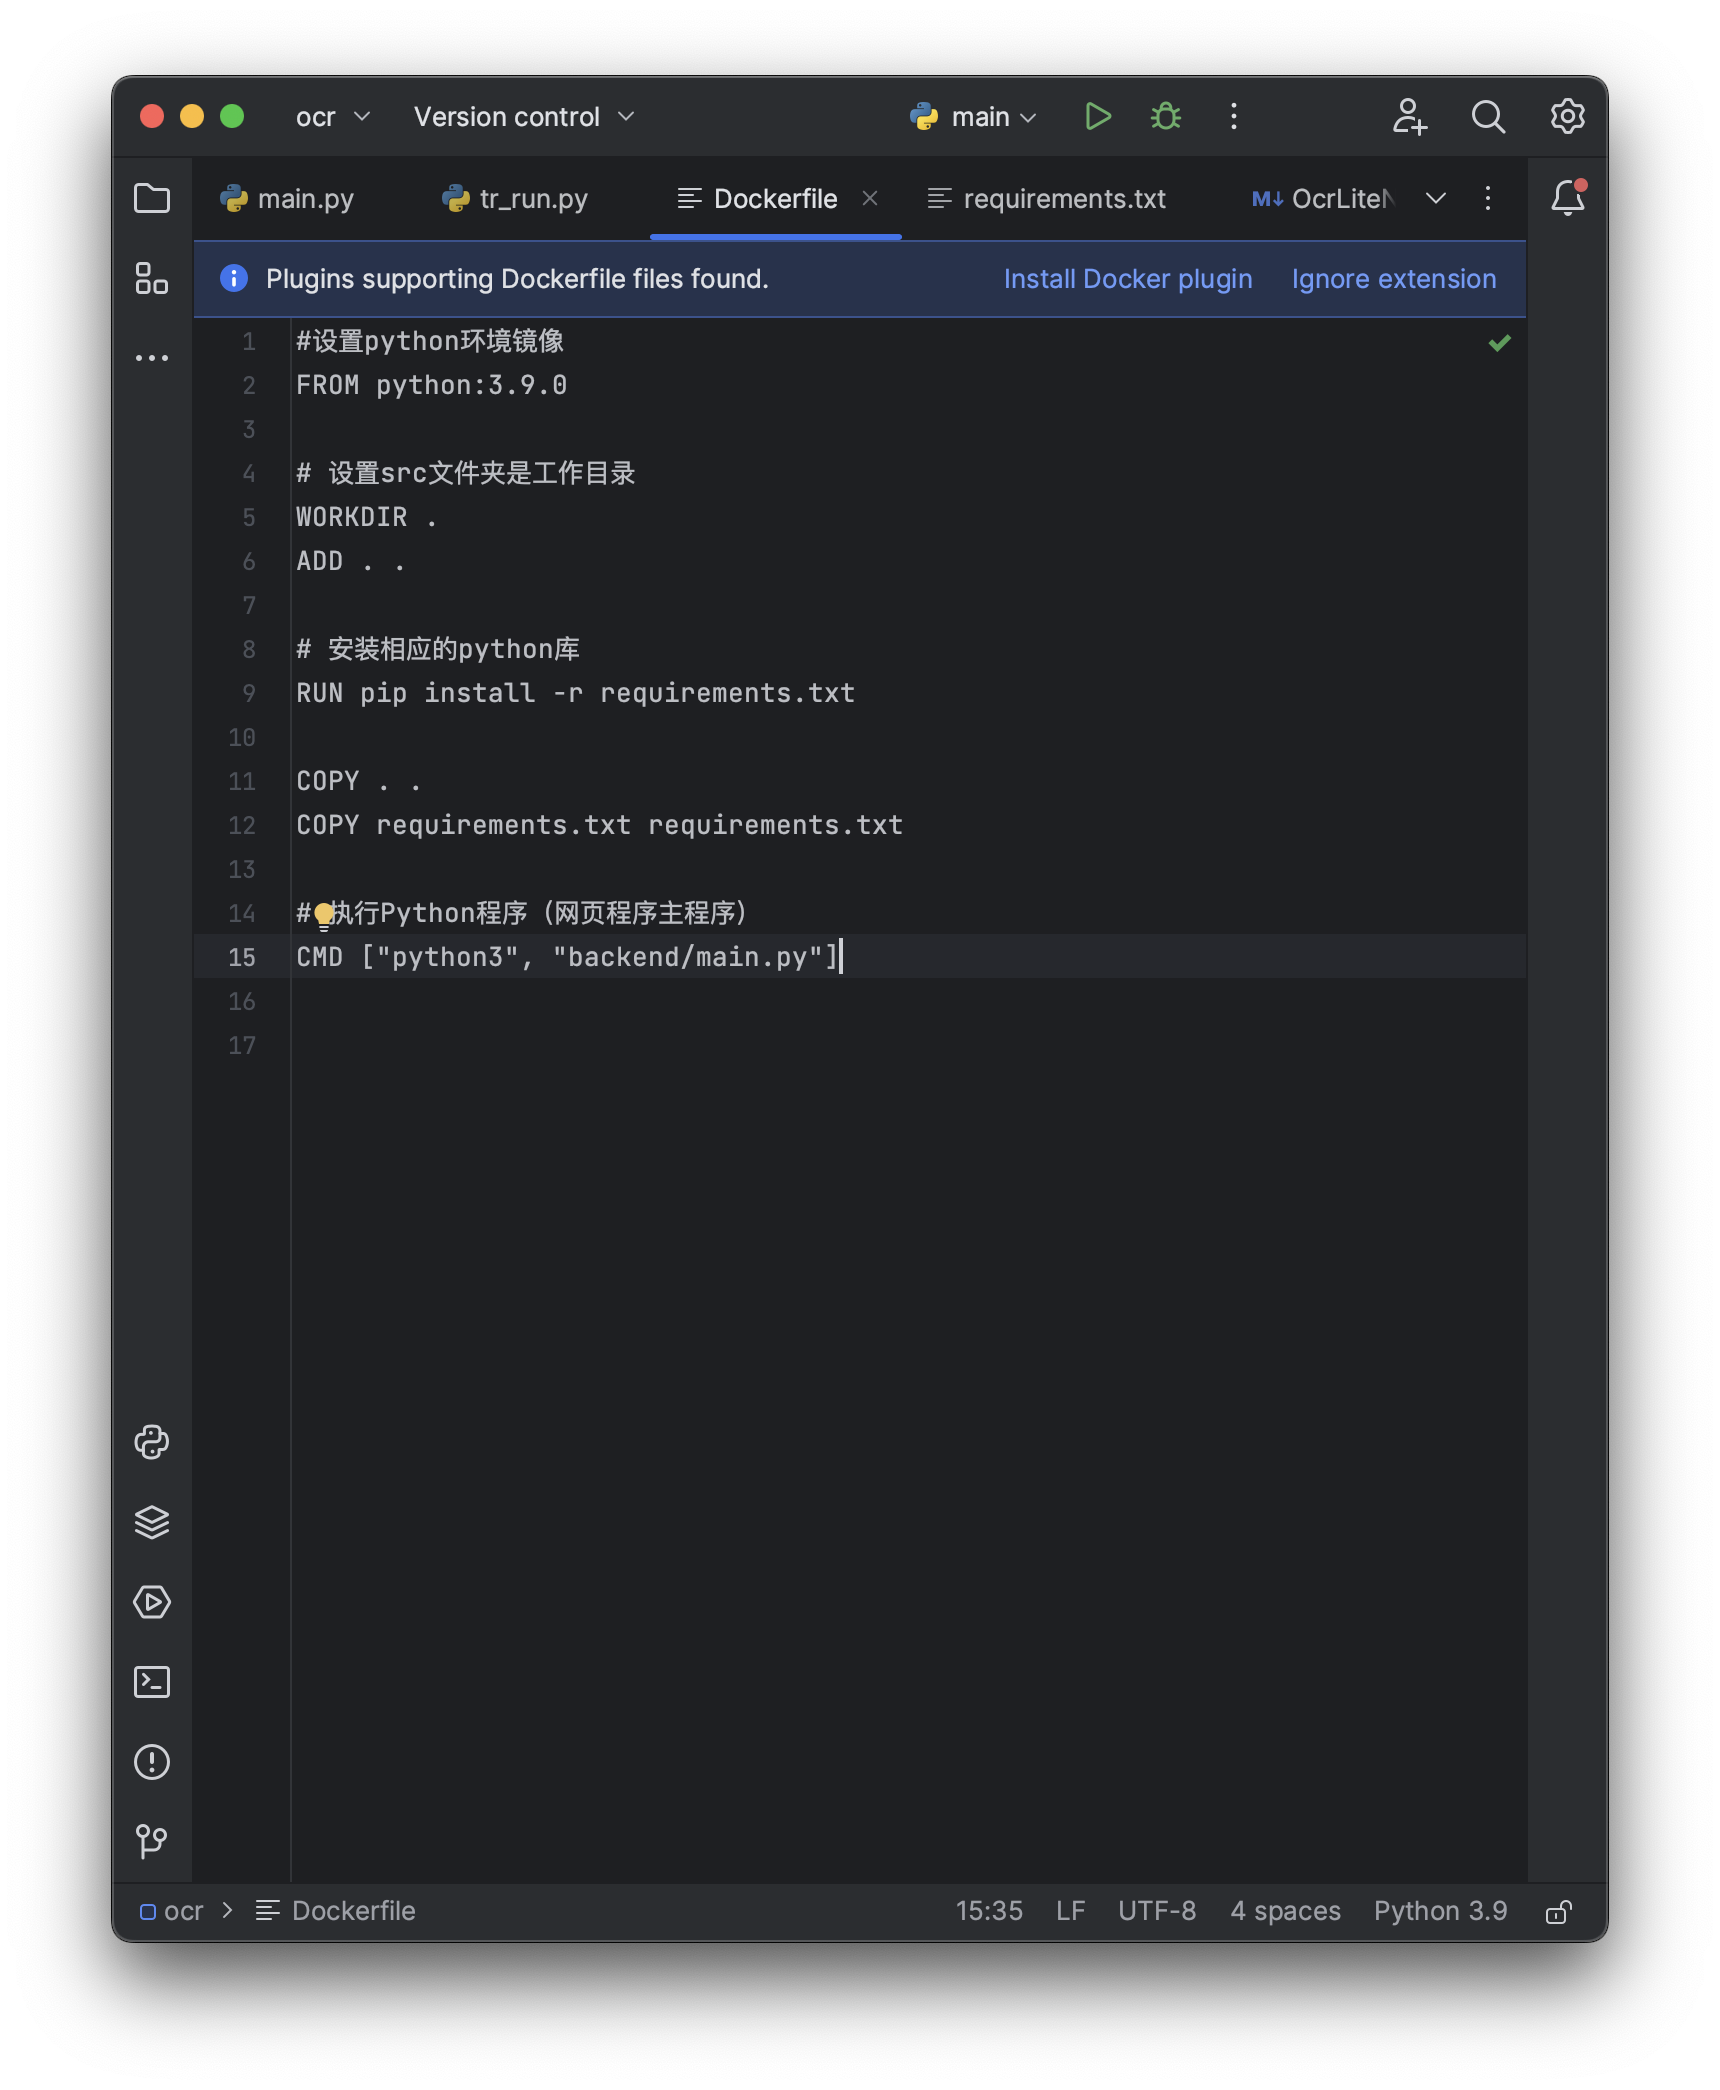 ocr Version control main
main.py tr_run.py Dockerfile requirements.txt M↓ OcrLite
Plugins supporting Dockerfile files found. Install Docker plugin Ignore extension
1 #设置python环境镜像
2 FROM python:3.9.0
3
4 # 设置src文件夹是工作目录
5 WORKDIR .
6 ADD . .
7
8 # 安装相应的python库
9 RUN pip install -r requirements.txt
10
11 COPY . .
12 COPY requirements.txt requirements.txt
13
14 # 执行Python程序（网页程序主程序）
15 CMD ["python3", "backend/main.py"]
16
17
ocr > Dockerfile 15:35 LF UTF-8 4 spaces Python 3.9